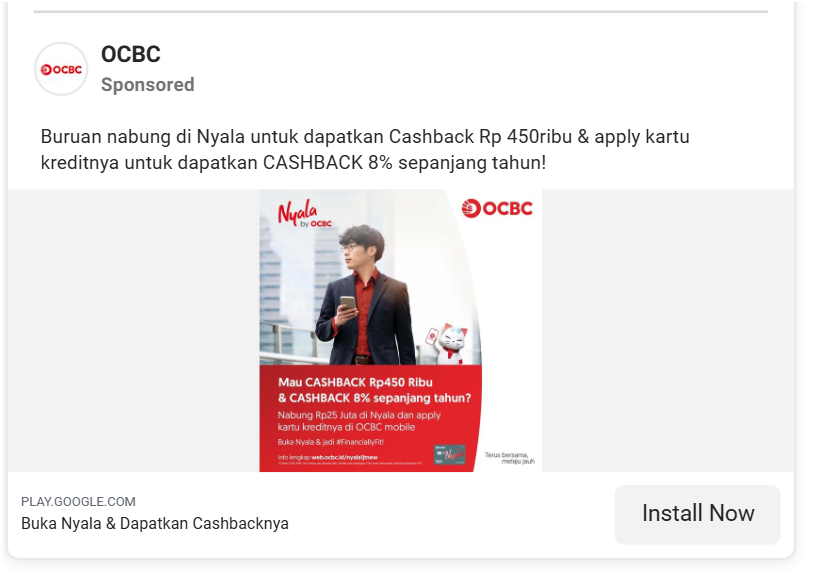 OCBC
OCBC
Sponsored
Buruan nabung di Nyala untuk dapatkan Cashback Rp 450ribu & apply kartu
kreditnya untuk dapatkan CASHBACK 8% sepanjang tahun!
Nyala
by OCBC
OCBC
Mau CASHBACK Rp450 Ribu
& CASHBACK 8% sepanjang tahun?
Nabung Rp25 Juta di Nyala dan apply
kartu kreditnya di OCBC mobile
Buka Nyala & jadi #FinanciallyFit!
Info lengkap web.ocbc.id/nyalaijtnew
Nyala
Terus bersama,
melaju jauh
PLAY.GOOGLE.COM
Buka Nyala & Dapatkan Cashbacknya
Install Now